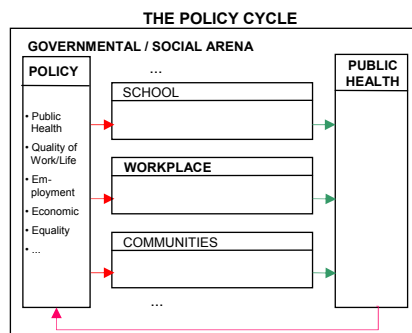 THE POLICY CYCLE
GOVERNMENTAL / SOCIAL ARENA
POLICY
• Public
Health
• Quality of
Work/Life
• Em-
ployment
• Economic
• Equality
• ...
...
SCHOOL
WORKPLACE
COMMUNITIES
...
PUBLIC
HEALTH